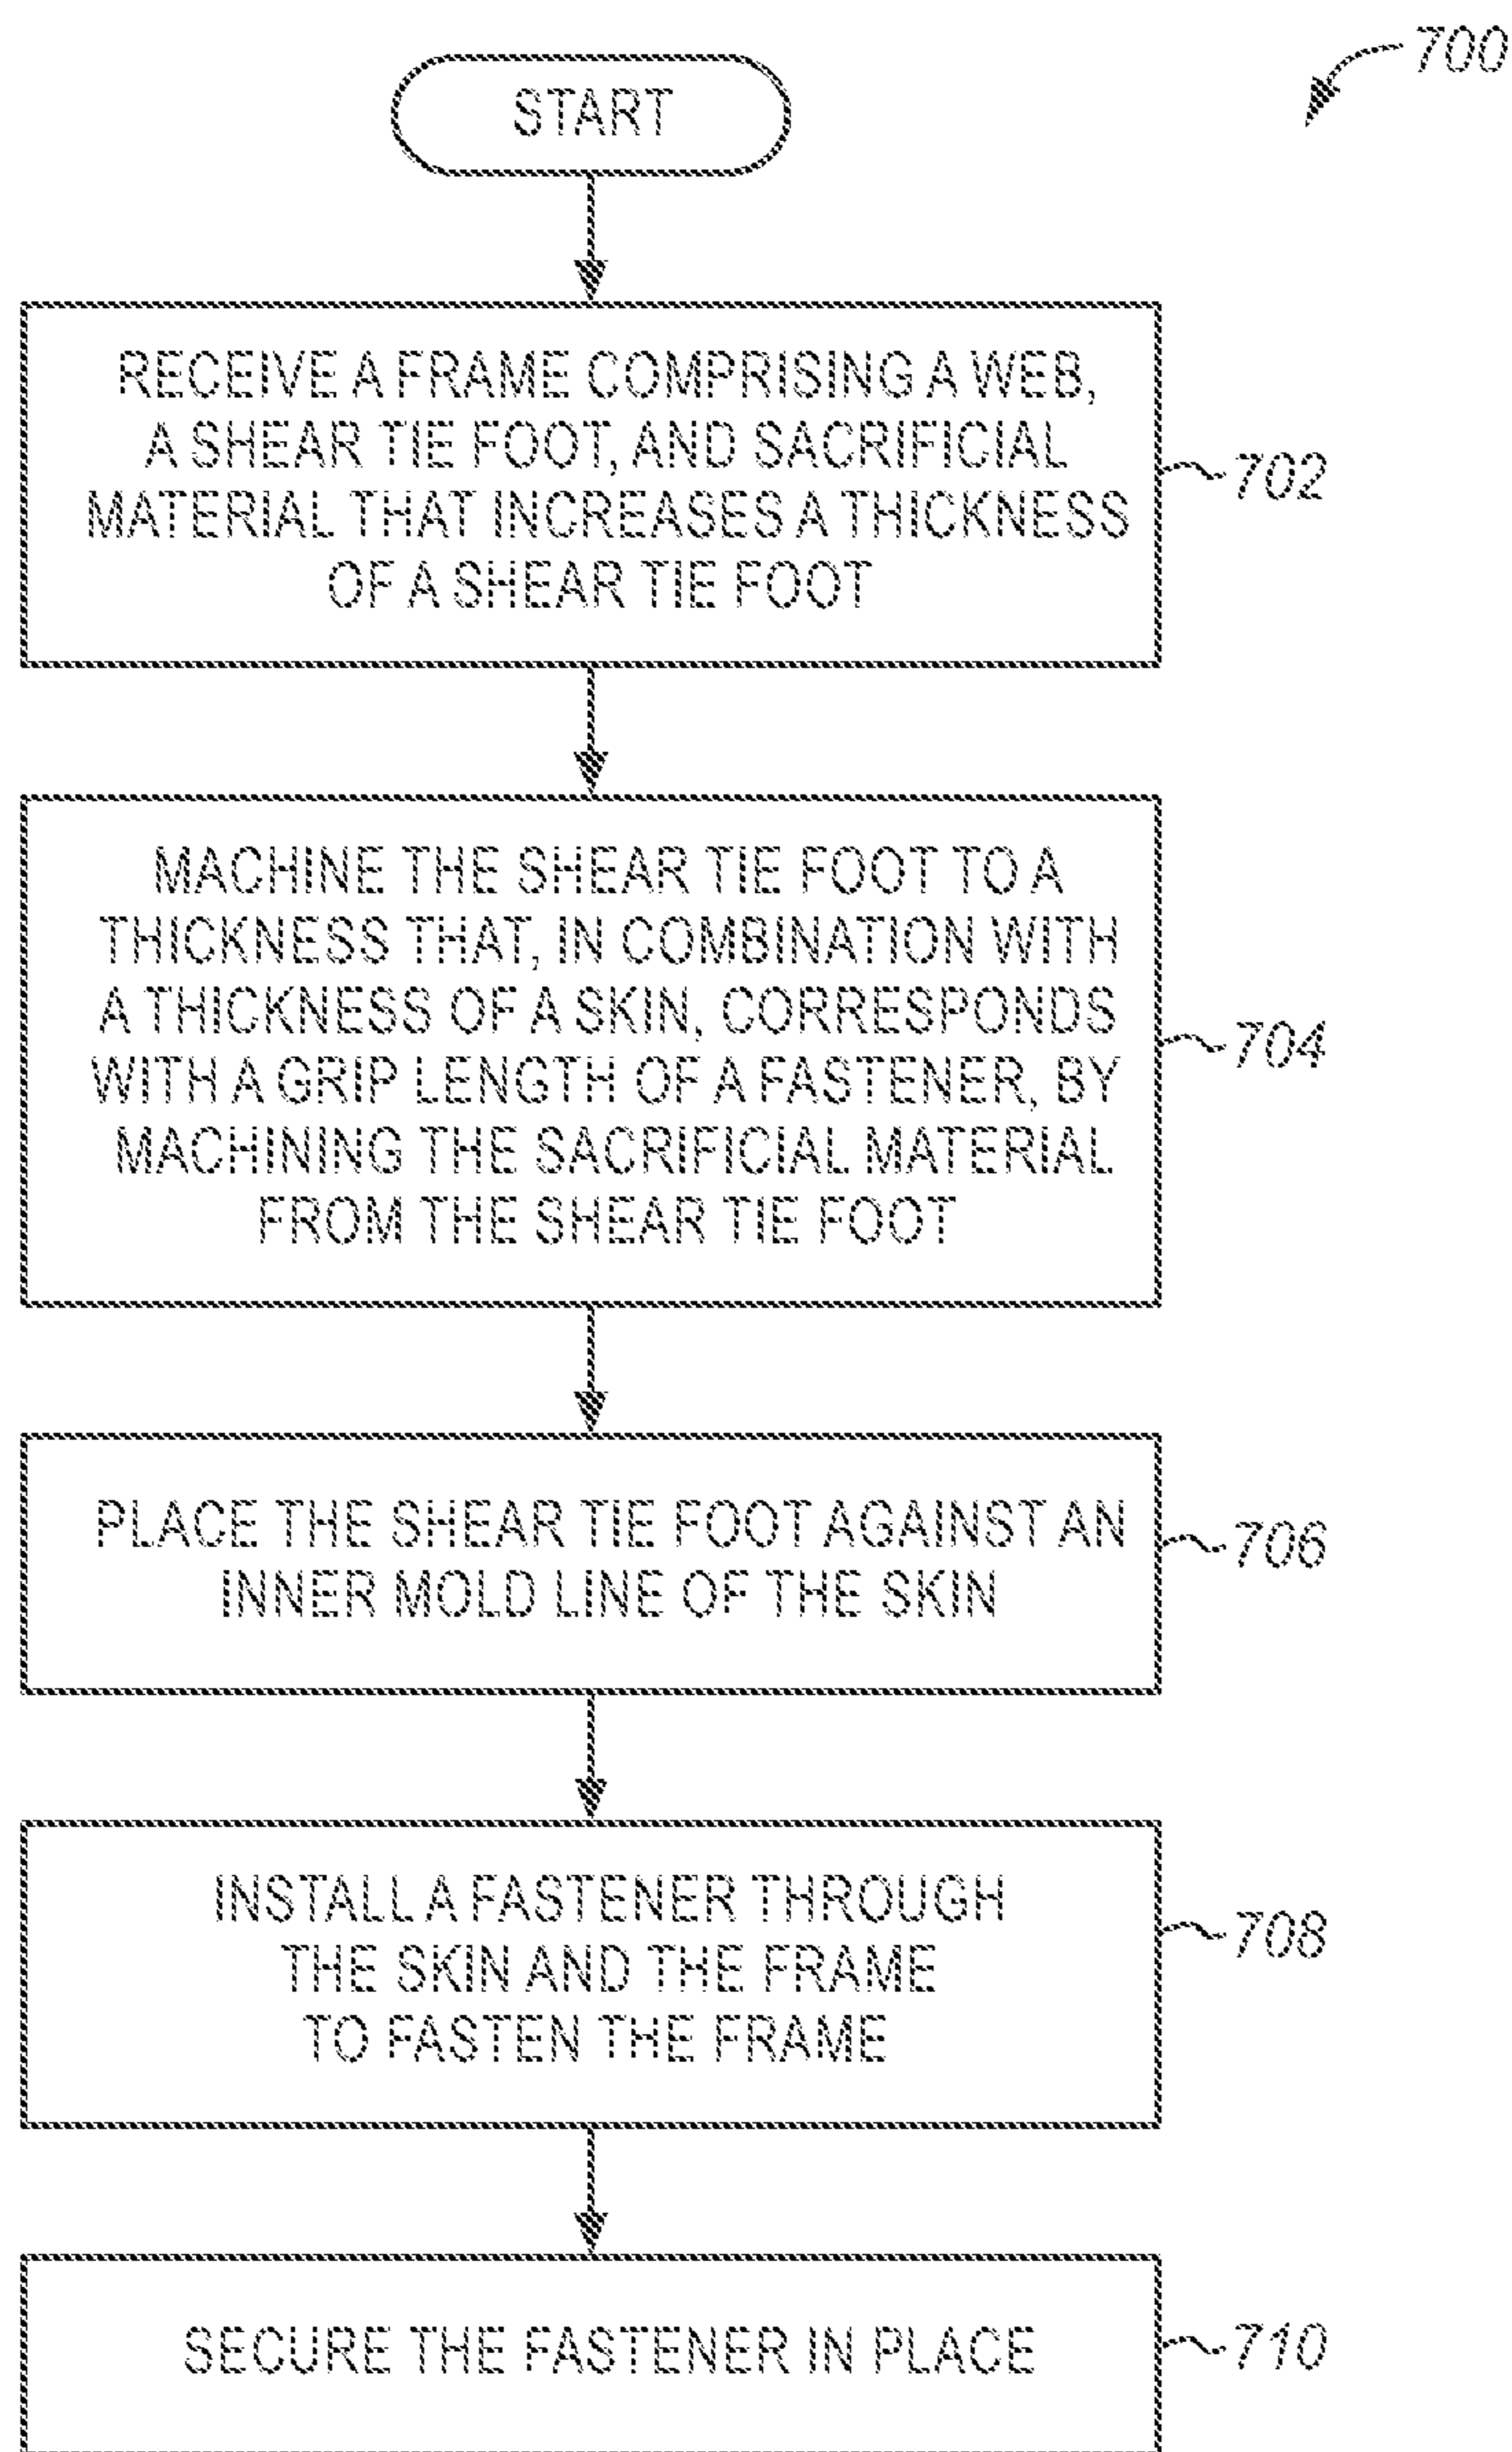 700
START
RECEIVE A FRAME COMPRISING A WEB,
A SHEAR TIE FOOT, AND SACRIFICIAL
MATERIAL THAT INCREASES A THICKNESS
OF A SHEAR TIE FOOT
702
MACHINE THE SHEAR TIE FOOT TO A
THICKNESS THAT, IN COMBINATION WITH
A THICKNESS OF A SKIN, CORRESPONDS
WITH A GRIP LENGTH OF A FASTENER, BY
MACHINING THE SACRIFICIAL MATERIAL
FROM THE SHEAR TIE FOOT
704
PLACE THE SHEAR TIE FOOT AGAINST AN
INNER MOLD LINE OF THE SKIN
706
INSTALL A FASTENER THROUGH
THE SKIN AND THE FRAME
TO FASTEN THE FRAME
708
SECURE THE FASTENER IN PLACE
710